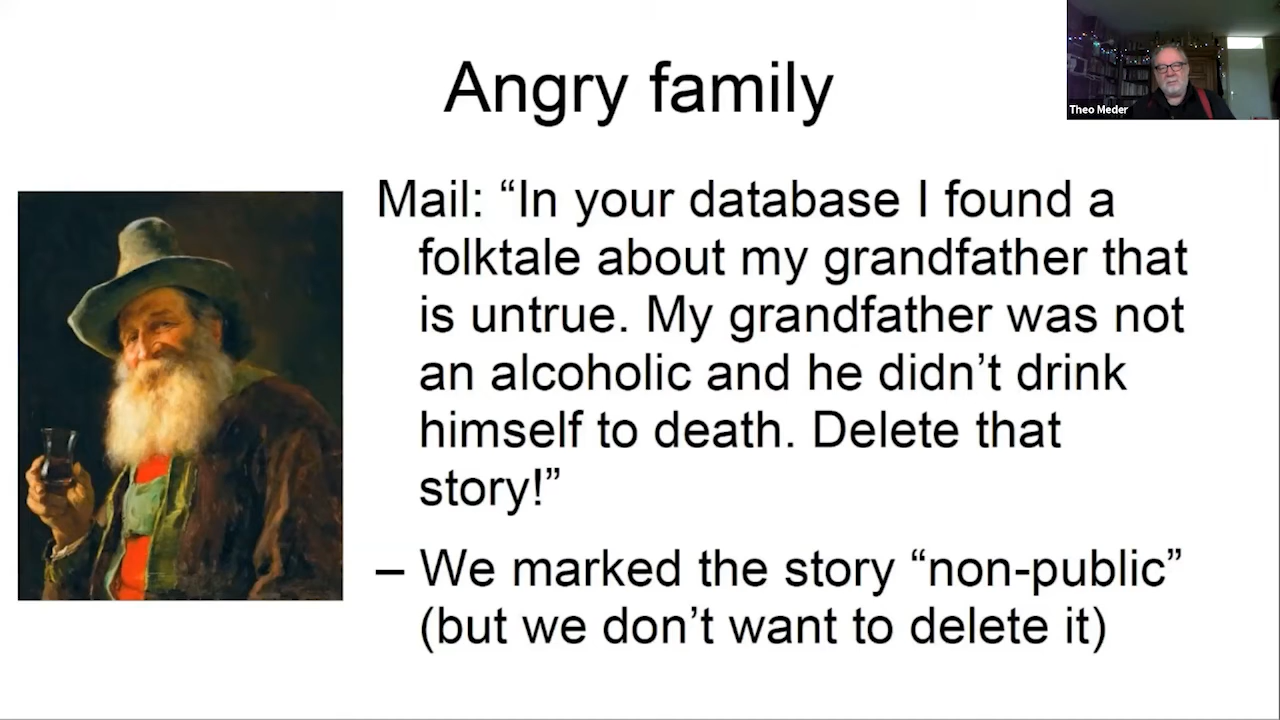 Angry family
Theo Meder
Mail: “In your database I found a
folktale about my grandfather that
is untrue. My grandfather was not
an alcoholic and he didn’t drink
himself to death. Delete that
story!”
– We marked the story “non-public”
(but we don’t want to delete it)